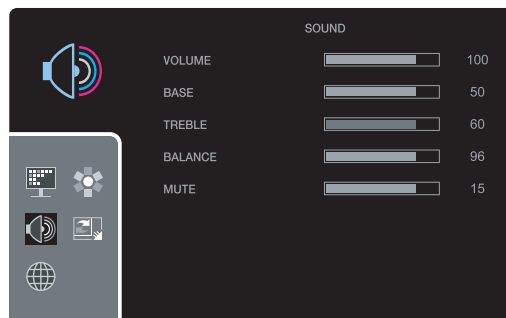 SOUND
VOLUME 100
BASE 50
TREBLE 60
BALANCE 96
MUTE 15